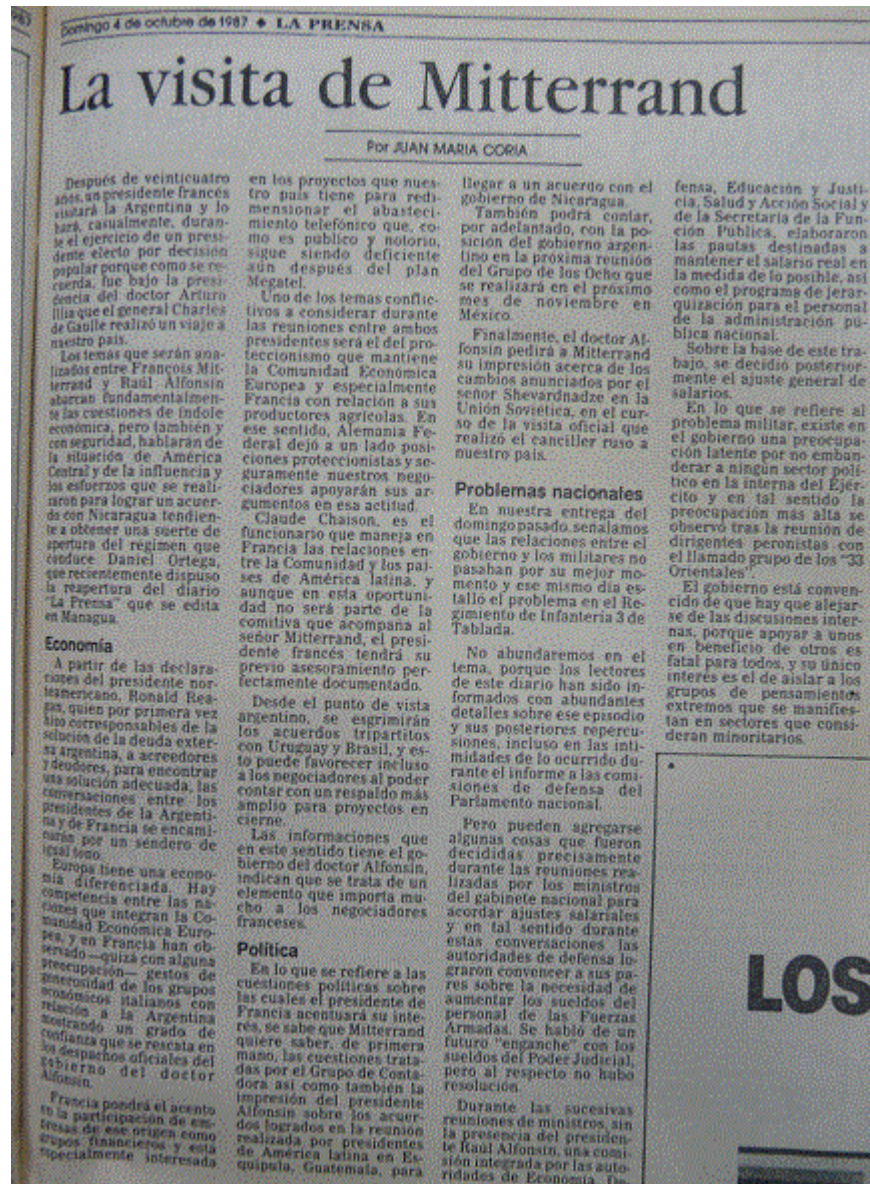 Domingo 4 de octubre de 1987 ◆ LA PRENSA
La visita de Mitterrand
Por JUAN MARIA CORIA
Después de veinticuatro
años, un presidente francés
visitará la Argentina y lo
hará, casualmente, duran-
te el ejercicio de un presi-
dente electo por decisión
popular porque como se re-
cuerda, fue bajo la presi-
dencia del doctor Arturo
Illia que el general Charles
de Gaulle realizó un viaje a
nuestro país.
Los temas que serán ana-
lizados entre François Mit-
terrand y Raúl Alfonsín
abarcan fundamentalmen-
te las cuestiones de índole
económica, pero también y
con seguridad, hablarán de
la situación de América
Central y de la influencia y
los esfuerzos que se reali-
zaron para lograr un acuer-
do con Nicaragua tendien-
te a obtener una suerte de
apertura del régimen que
conduce Daniel Ortega,
que recientemente dispuso
la reapertura del diario
"La Prensa" que se edita
en Managua.
Economía
A partir de las declara-
ciones del presidente nor-
teamericano, Ronald Rea-
gan, quien por primera vez
hizo corresponsables de la
solución de la deuda exter-
na argentina, a acreedores
y deudores, para encontrar
una solución adecuada, las
conversaciones entre los
presidentes de la Argenti-
na y de Francia se encami-
narán por un sendero de
igual tono.
Europa tiene una econo-
mía diferenciada. Hay
competencia entre las na-
ciones que integran la Co-
munidad Económica Euro-
pea, y en Francia han ob-
servado —quizá con alguna
preocupación— gestos de
generosidad de los grupos
económicos italianos con
relación a la Argentina
mostrando un grado de
confianza que se rescata en
los despachos oficiales del
gobierno del doctor
Alfonsín.
Francia pondrá el acento
en la participación de em-
presas de ese origen como
grupos financieros y está
especialmente interesada
en los proyectos que nues-
tro país tiene para redi-
mensionar el abasteci-
miento telefónico que, co-
mo es público y notorio,
sigue siendo deficiente
aún después del plan
Megatel.
Uno de los temas conflic-
tivos a considerar durante
las reuniones entre ambos
presidentes será el del pro-
teccionismo que mantiene
la Comunidad Económica
Europea y especialmente
Francia con relación a sus
productores agrícolas. En
ese sentido, Alemania Fe-
deral dejó a un lado posi-
ciones proteccionistas y se-
guramente nuestros nego-
ciadores apoyarán sus ar-
gumentos en esa actitud.
Claude Chaison, es el
funcionario que maneja en
Francia las relaciones en-
tre la Comunidad y los paí-
ses de América latina, y
aunque en esta oportuni-
dad no será parte de la
comitiva que acompaña al
señor Mitterrand, el presi-
dente francés tendrá su
previo asesoramiento per-
fectamente documentado.
Desde el punto de vista
argentino, se esgrimirán
los acuerdos tripartitos
con Uruguay y Brasil, y es-
to puede favorecer incluso
a los negociadores al poder
contar con un respaldo más
amplio para proyectos en
cierne.
Las informaciones que
en este sentido tiene el go-
bierno del doctor Alfonsín,
indican que se trata de un
elemento que importa mu-
cho a los negociadores
franceses.
Política
En lo que se refiere a las
cuestiones políticas sobre
las cuales el presidente de
Francia acentuará su inte-
rés, se sabe que Mitterrand
quiere saber, de primera
mano, las cuestiones trata-
das por el Grupo de Conta-
dora así como también la
impresión del presidente
Alfonsín sobre los acuer-
dos logrados en la reunión
realizada por presidentes
de América latina en Es-
quipula, Guatemala, para
llegar a un acuerdo con el
gobierno de Nicaragua.
También podrá contar,
por adelantado, con la po-
sición del gobierno argen-
tino en la próxima reunión
del Grupo de los Ocho que
se realizará en el próximo
mes de noviembre en
México.
Finalmente, el doctor Al-
fonsín pedirá a Mitterrand
su impresión acerca de los
cambios anunciados por el
señor Shevardnadze en la
Unión Soviética, en el cur-
so de la visita oficial que
realizó el canciller ruso a
nuestro país.
Problemas nacionales
En nuestra entrega del
domingo pasado, señalamos
que las relaciones entre el
gobierno y los militares no
pasaban por su mejor mo-
mento y ese mismo día es-
talló el problema en el Re-
gimiento de Infantería 3 de
Tablada.
No abundaremos en el
tema, porque los lectores
de este diario han sido in-
formados con abundantes
detalles sobre ese episodio
y sus posteriores repercu-
siones, incluso en las inti-
midades de lo ocurrido du-
rante el informe a las comi-
siones de defensa del
Parlamento nacional.
Pero pueden agregarse
algunas cosas que fueron
decididas precisamente
durante las reuniones rea-
lizadas por los ministros
del gabinete nacional para
acordar ajustes salariales
y en tal sentido durante
estas conversaciones las
autoridades de defensa lo-
graron convencer a sus pa-
res sobre la necesidad de
aumentar los sueldos del
personal de las Fuerzas
Armadas. Se habló de un
futuro "enganche" con los
sueldos del Poder Judicial,
pero al respecto no hubo
resolución.
Durante las sucesivas
reuniones de ministros, sin
la presencia del presiden-
te Raúl Alfonsín, una comi-
sión integrada por las auto-
ridades de Economía, De-
fensa, Educación y Justi-
cia, Salud y Acción Social y
de la Secretaría de la Fun-
ción Pública, elaboraron
las pautas destinadas a
mantener el salario real en
la medida de lo posible, así
como el programa de jerar-
quización para el personal
de la administración pú-
blica nacional.
Sobre la base de este tra-
bajo, se decidió posterior-
mente el ajuste general de
salarios.
En lo que se refiere al
problema militar, existe en
el gobierno una preocupa-
ción latente por no emban-
derar a ningún sector polí-
tico en la interna del Ejér-
cito y en tal sentido la
preocupación más alta se
observó tras la reunión de
dirigentes peronistas con
el llamado grupo de los "33
Orientales".
El gobierno está conven-
cido de que hay que alejar-
se de las discusiones inter-
nas, porque apoyar a unos
en beneficio de otros es
fatal para todos, y su único
interés es el de aislar a los
grupos de pensamientos
extremos que se manifies-
tan en sectores que consi-
deran minoritarios.
LOS